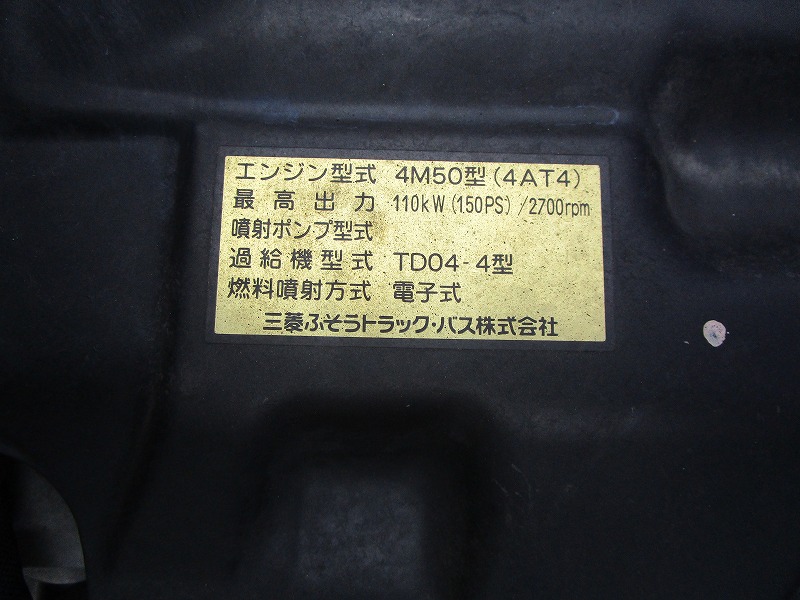 エンジン型式 4M50型(4AT4)
最高出力 110kW(150PS)/2700rpm
噴射ポンプ型式
過給機型式 TD04-4型
燃料噴射方式 電子式
三菱ふそうトラック・バス株式会社